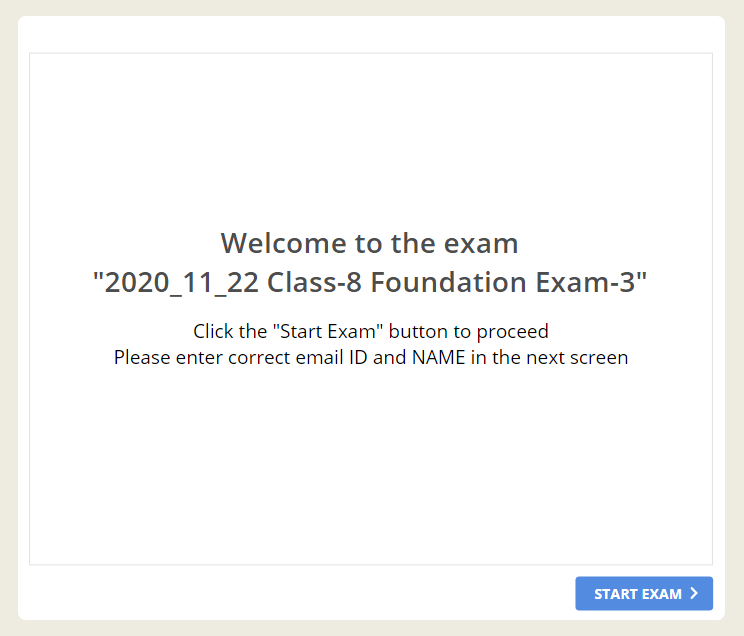 Welcome to the exam
"2020_11_22 Class-8 Foundation Exam-3"
Click the "Start Exam" button to proceed
Please enter correct email ID and NAME in the next screen
START EXAM